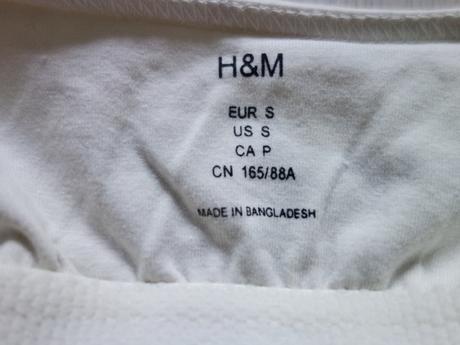 H&M
EUR S
US S
CA P
CN 165/88A
MADE IN BANGLADESH